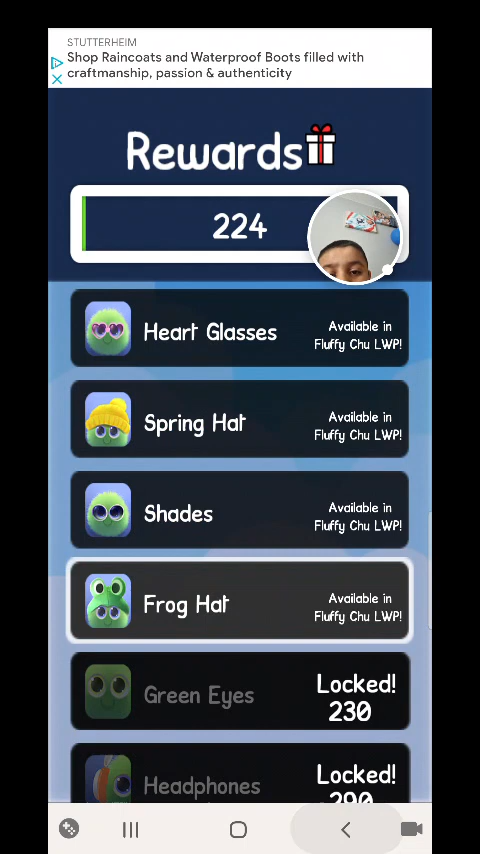 STUTTERHEIM
Shop Raincoats and Waterproof Boots filled with
craftmanship, passion & authenticity
Rewards
224
Heart Glasses
Available in
Fluffy Chu LWP!
Spring Hat
Available in
Fluffy Chu LWP!
Shades
Available in
Fluffy Chu LWP!
Frog Hat
Available in
Fluffy Chu LWP!
Green Eyes
Locked!
230
Headphones
Locked!
290